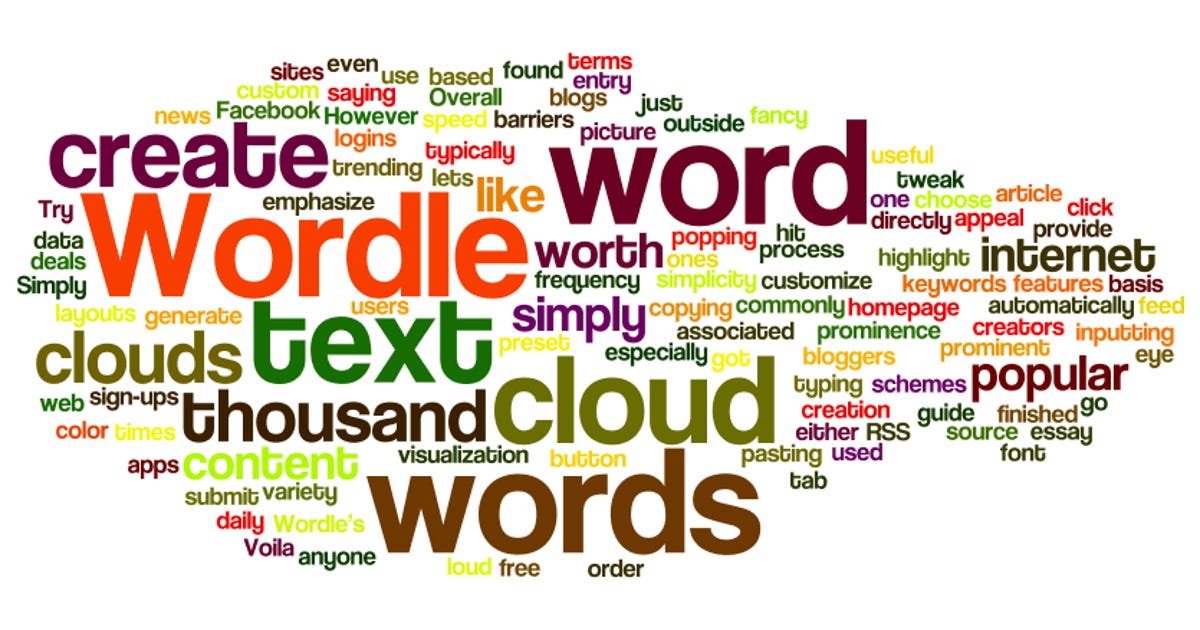 terms
even
sites
found
use
based
entry
custom
saying
Overall
blogs
just
news
Facebook
However
speed
barriers
picture
outside
fancy
create
logins
trending
typically
lets
word
useful
tweak
emphasize
like
one
choose
article
click
Try
Wordle
directly
appeal
provide
data
deals
Simply
worth
popping
ones
hit
process
highlight
internet
frequency
simplicity
customize
keywords
features
basis
layouts
generate
users
text
simply
copying
commonly
homepage
automatically
feed
associated
prominence
creators
inputting
clouds
preset
especially
got
bloggers
prominent
eye
cloud
typing
schemes
popular
web
sign-ups
thousand
creation
guide
finished
go
color
times
either
RSS
source
essay
apps
content
visualization
button
pasting
used
font
submit
variety
words
tab
daily
Wordle's
Voila
anyone
loud
free
order